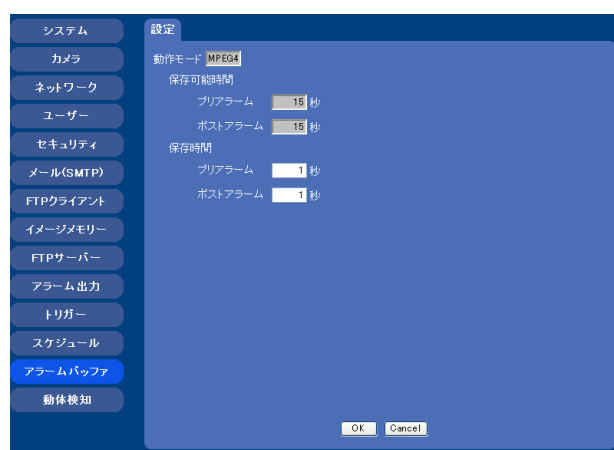 システム
カメラ
ネットワーク
ユーザー
セキュリティ
メール(SMTP)
FTPクライアント
イメージメモリー
FTPサーバー
アラーム出力
トリガー
スケジュール
アラームバッファ
動体検知
設定
動作モード MPEG4
保存可能時間
プリアラーム 15 秒
ポストアラーム 15 秒
保存時間
プリアラーム 1 秒
ポストアラーム 1 秒
OK Cancel